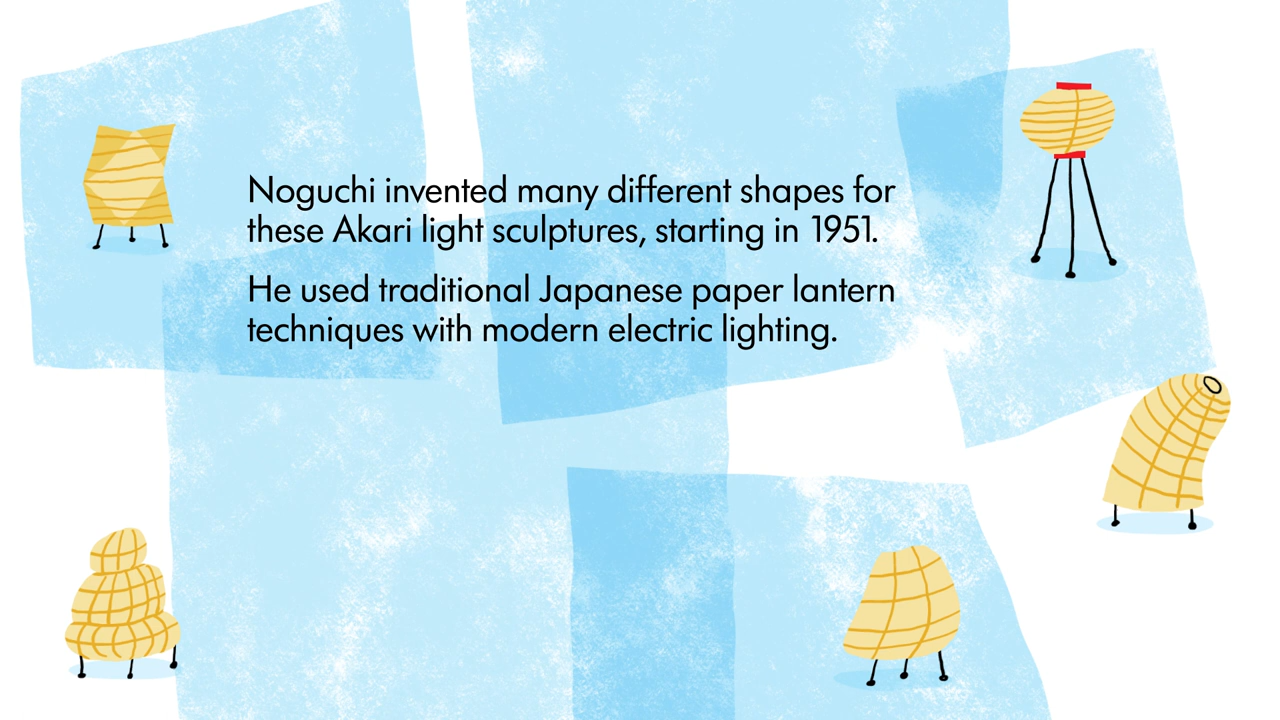 Noguchi invented many different shapes for
these Akari light sculptures, starting in 1951.
He used traditional Japanese paper lantern
techniques with modern electric lighting.